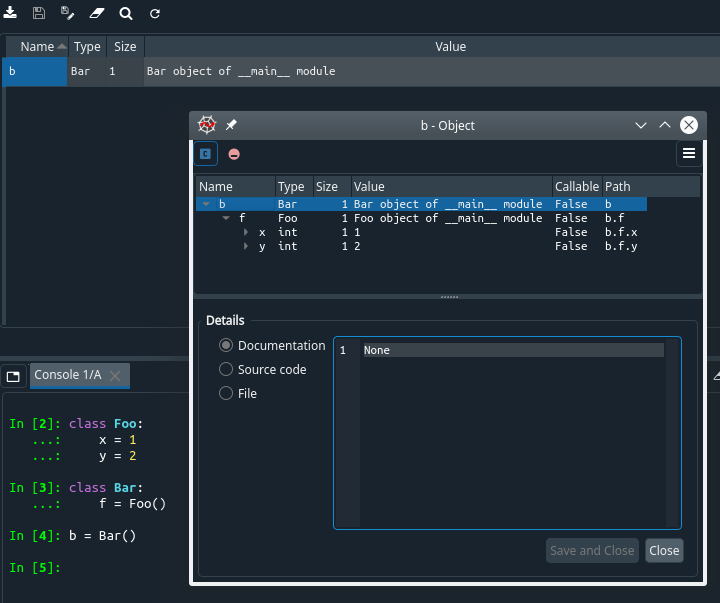 Name Type Size Value
b Bar 1 Bar object of __main__ module
b - Object
C
Name Type Size Value Callable Path
b Bar 1 Bar object of __main__ module False b
f Foo 1 Foo object of __main__ module False b.f
x int 1 1 False b.f.x
y int 1 2 False b.f.y
Details
Documentation
Source code
File
1 None
Save and Close Close
Console 1/A
In [2]: class Foo:
...: x = 1
...: y = 2
In [3]: class Bar:
...: f = Foo()
In [4]: b = Bar()
In [5]: